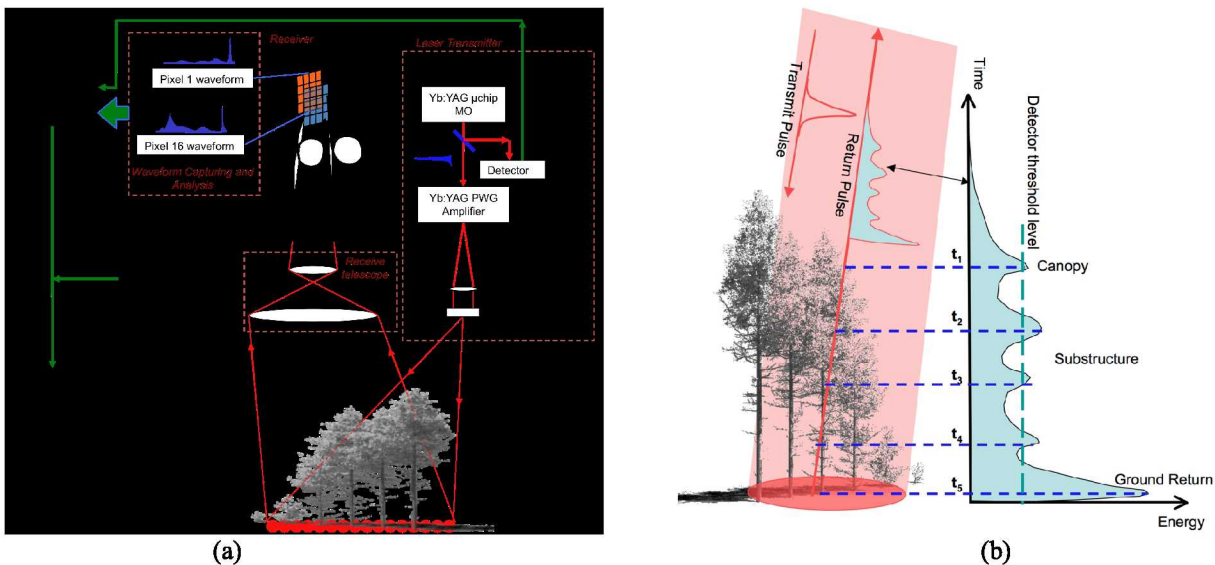 Receiver
Laser Transmitter
Pixel 1 waveform
Pixel 16 waveform
Waveform Capturing and
Analysis
Yb:YAG µchip
MO
Detector
Yb:YAG PWG
Amplifier
Receive
telescope
(a)
Transmit Pulse
Return Pulse
Time
Detector threshold
level
t1
Canopy
t2
Substructure
t3
t4
t5
Ground Return
Energy
(b)